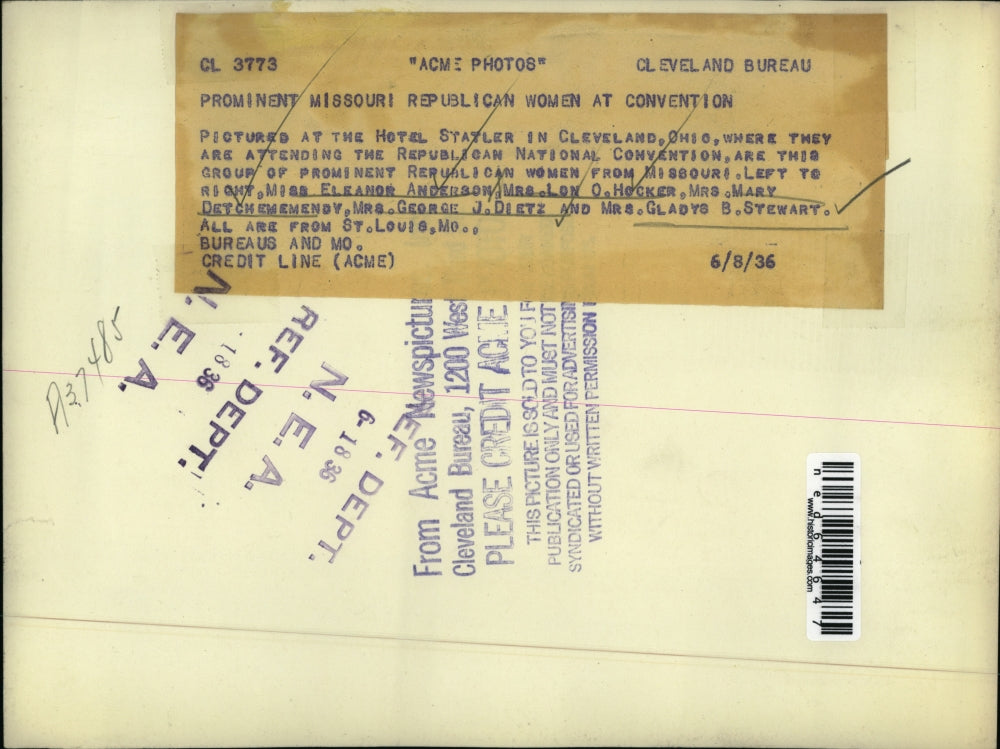 CL 3773 "ACME PHOTOS" CLEVELAND BUREAU
PROMINENT MISSOURI REPUBLICAN WOMEN AT CONVENTION
PICTURED AT THE HOTEL STATLER IN CLEVELAND, OHIO, WHERE THEY
ARE ATTENDING THE REPUBLICAN NATIONAL CONVENTION, ARE THIS
GROUP OF PROMINENT REPUBLICAN WOMEN FROM MISSOURI. LEFT TO
RIGHT, MISS ELEANOR ANDERSON, MRS. LON O. HOCKER, MRS. MARY
DETCHEMEMENDY, MRS. GEORGE J. DIETZ AND MRS. GLADYS B. STEWART.
ALL ARE FROM ST. LOUIS, MO.,
BUREAUS AND MO.
CREDIT LINE (ACME) 6/8/36
N. E. A.
18 36
REF. DEPT.
N. E. A.
6-18 36
REF. DEPT.
A37485
From Acme Newspictur
Cleveland Bureau, 1200 West
PLEASE CREDIT ACME
THIS PICTURE IS SOLD TO YOU F
PUBLICATION ONLY AND MUST NOT
SYNDICATED OR USED FOR ADVERTISIN
WITHOUT WRITTEN PERMISSION
ned64647
www.historicimages.com